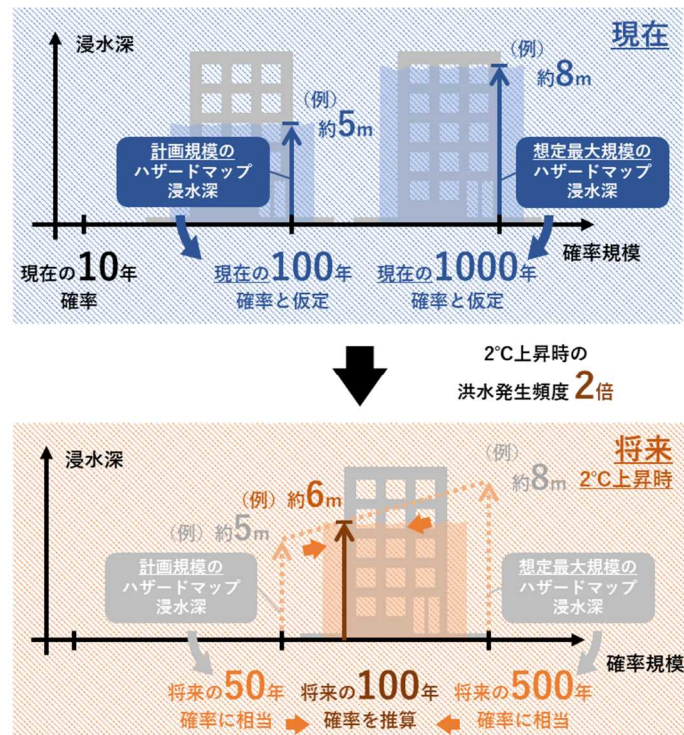 浸水深
現在
(例)
約5m
(例)
約8m
計画規模の
ハザードマップ
浸水深
想定最大規模の
ハザードマップ
浸水深
確率規模
現在の10年
確率
現在の100年
確率と仮定
現在の1000年
確率と仮定
2℃上昇時の
洪水発生頻度 2倍
浸水深
将来
2℃上昇時
(例)約5m
(例)約6m
(例)
約8m
計画規模の
ハザードマップ
浸水深
想定最大規模の
ハザードマップ
浸水深
確率規模
将来の50年
確率に相当
将来の100年
確率を推算
将来の500年
確率に相当